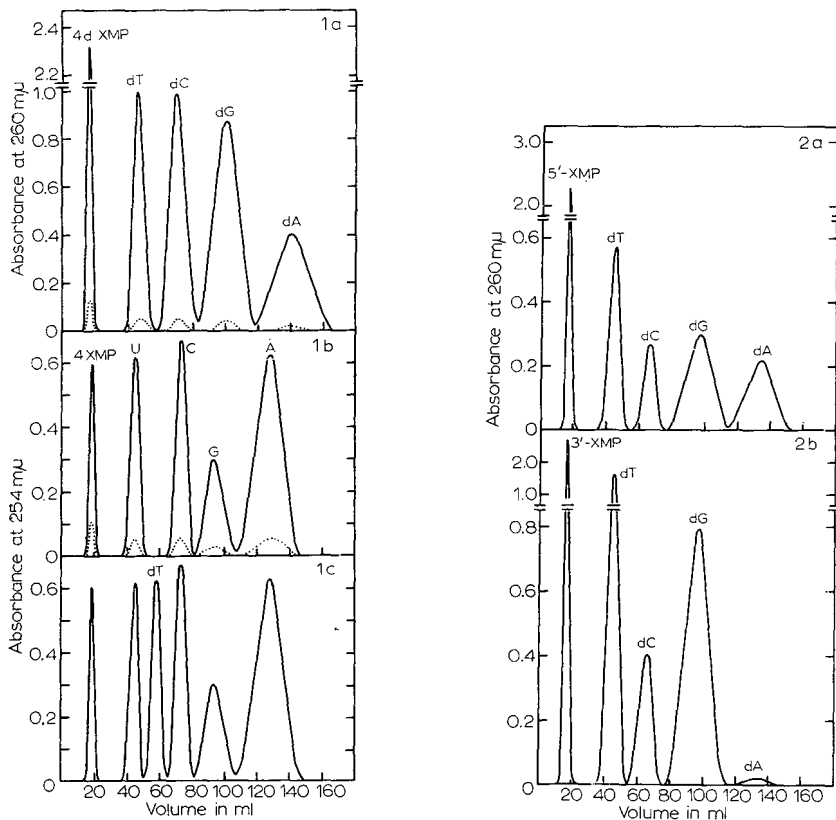 1a
4d XMP
2.4
2.2
dT
dC
dG
dA
1.0
0.8
0.6
0.4
0.2
0
Absorbance at 260 mμ
1b
4 XMP
U
C
G
A
0.6
0.4
0.2
0
Absorbance at 254 mμ
1c
dT
0.6
0.4
0.2
0
20 40 60 80 100 120 140 160
Volume in ml
2a
5'-XMP
3.0
2.0
dT
dC
dG
dA
0.6
0.4
0.2
0
Absorbance at 260 mμ
2b
3'-XMP
2.0
1.0
dT
dC
dG
dA
0.8
0.6
0.4
0.2
0
20 40 60 80 100 120 140 160
Volume in ml